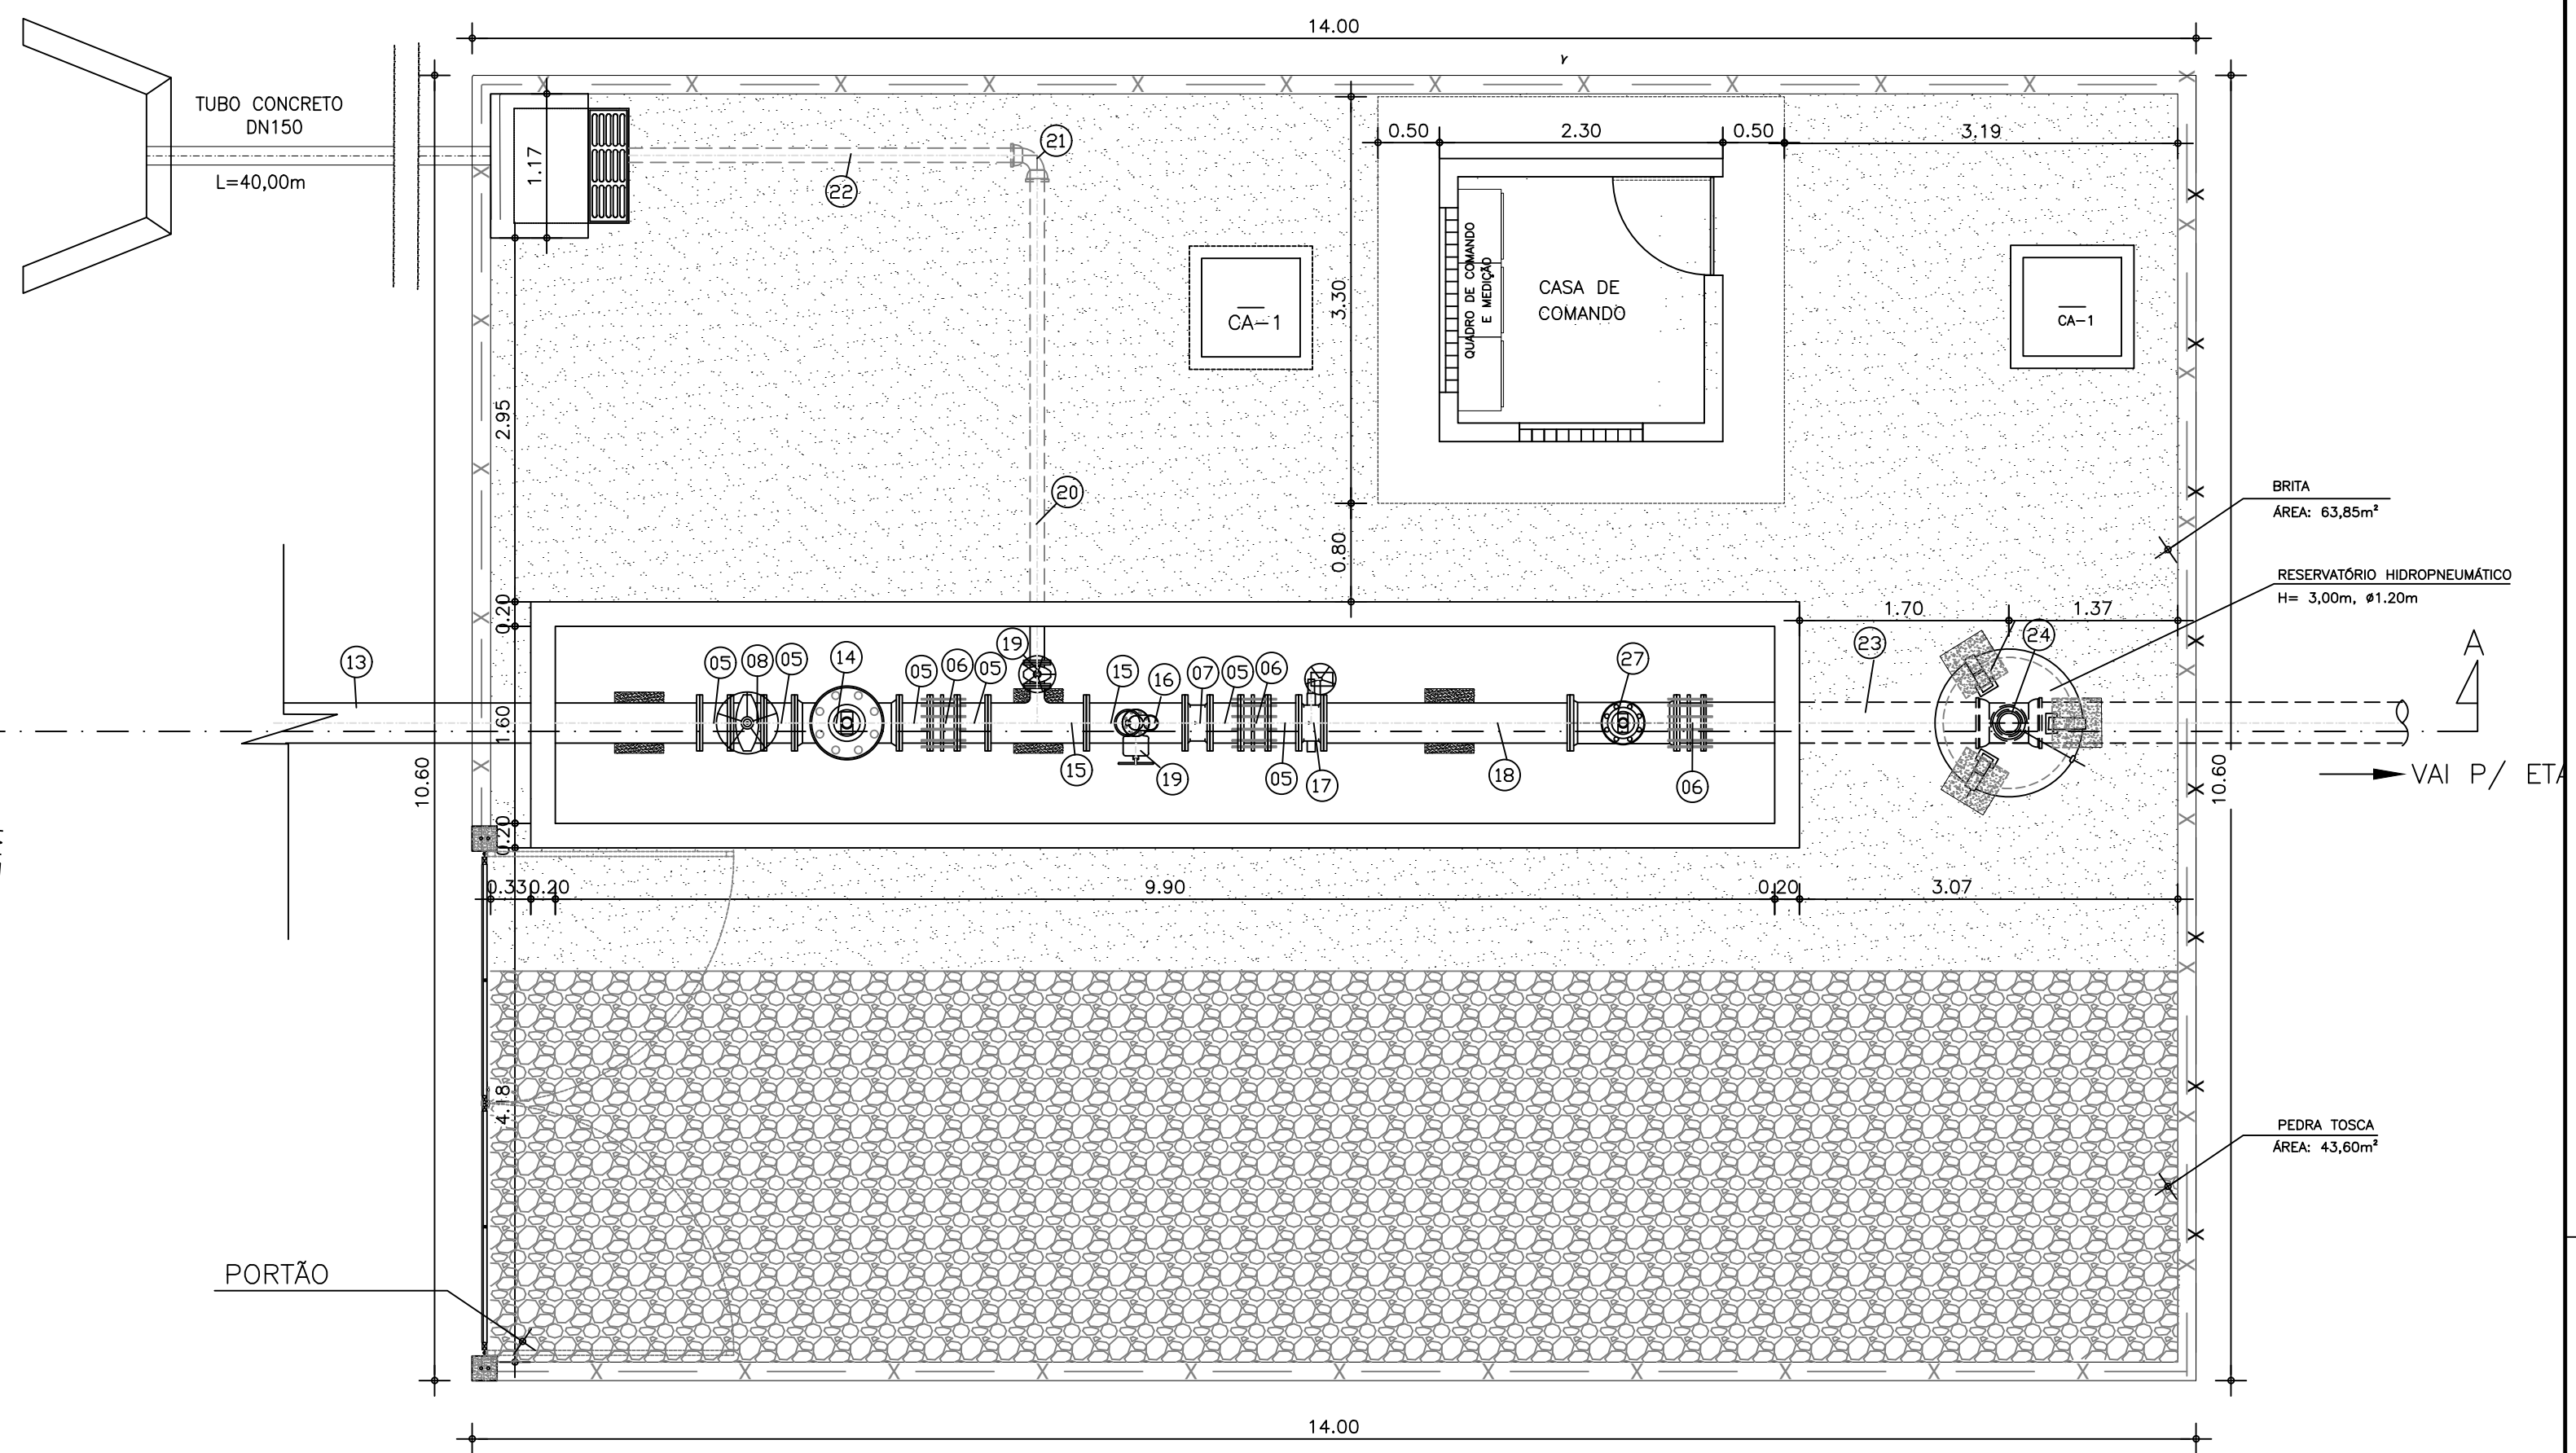 14.00
TUBO CONCRETO
DN150
L=40,00m
1.17
21
22
0.50
2.30
0.50
3.19
QUADRO DE COMANDO
E MEDIÇÃO
CASA DE
COMANDO
CA-1
CA-1
3.30
2.95
20
BRITA
ÁREA: 63,85m²
0.80
RESERVATÓRIO HIDROPNEUMÁTICO
H= 3,00m, ø1.20m
0.20
1.70
1.37
13
05
08
05
14
05
06
05
19
15
16
07
05
06
27
23
24
A
1.60
15
19
05
17
18
06
10.60
10.60
VAI P/ ETA
0.20
0.33
0.20
9.90
0.20
3.07
4.18
PEDRA TOSCA
ÁREA: 43,60m²
PORTÃO
14.00